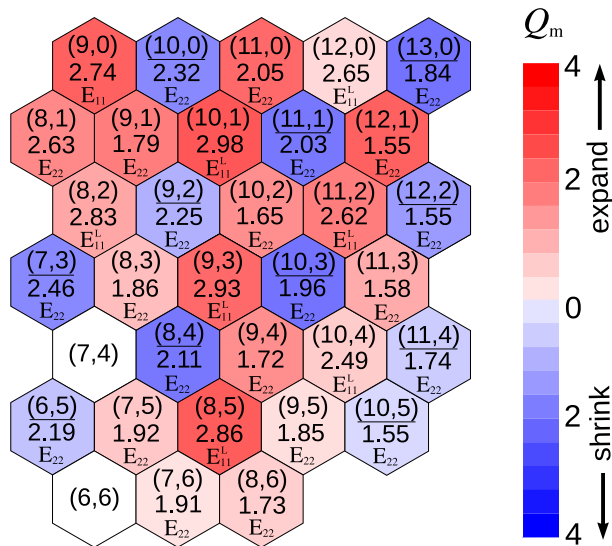 (9,0) (10,0) (11,0) (12,0) (13,0)
2.74 2.32 2.05 2.65 1.84
E₁₁ E₂₂ E₂₂ E₁₁ᴸ E₂₂
(8,1) (9,1) (10,1) (11,1) (12,1)
2.63 1.79 2.98 2.03 1.55
E₂₂ E₂₂ E₁₁ᴸ E₂₂ E₂₂
(8,2) (9,2) (10,2) (11,2) (12,2)
2.83 2.25 1.65 2.62 1.55
E₁₁ᴸ E₂₂ E₂₂ E₁₁ᴸ E₂₂
(7,3) (8,3) (9,3) (10,3) (11,3)
2.46 1.86 2.93 1.96 1.58
E₂₂ E₂₂ E₁₁ᴸ E₂₂ E₂₂
(7,4) (8,4) (9,4) (10,4) (11,4)
2.11 1.72 2.49 1.74
E₂₂ E₂₂ E₁₁ᴸ E₂₂
(6,5) (7,5) (8,5) (9,5) (10,5)
2.19 1.92 2.86 1.85 1.55
E₂₂ E₂₂ E₁₁ᴸ E₂₂ E₂₂
(6,6) (7,6) (8,6)
1.91 1.73
E₂₂ E₂₂
Qₘ
4
2
0
2
4
expand
shrink